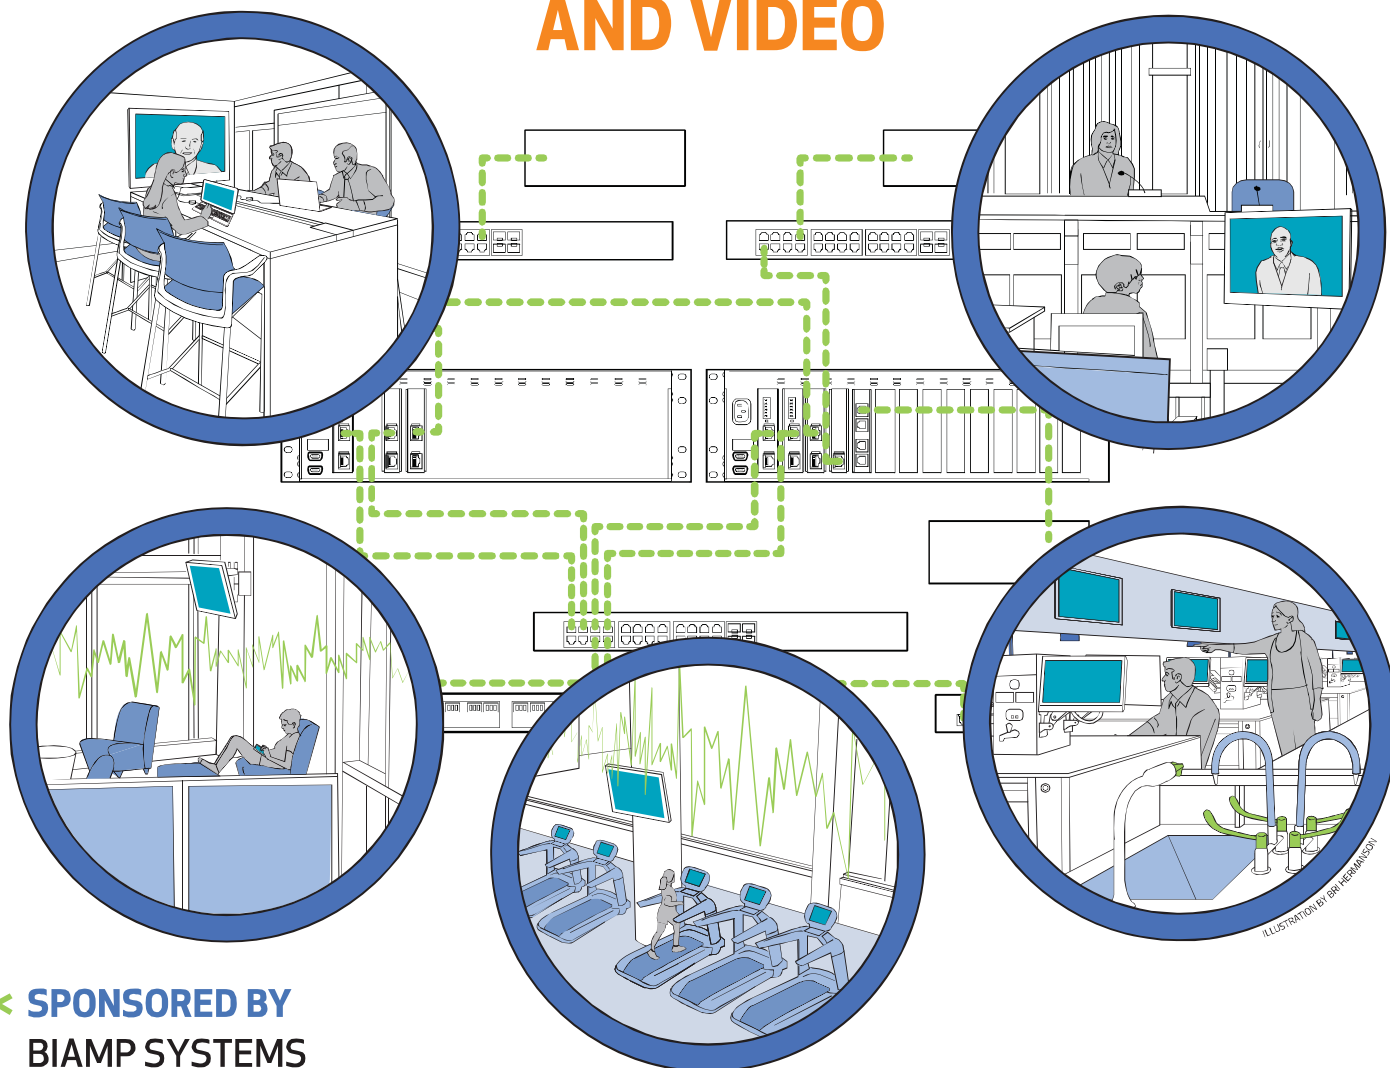 AND VIDEO
ILLUSTRATION BY BRI HERMANSON
< SPONSORED BY
BIAMP SYSTEMS